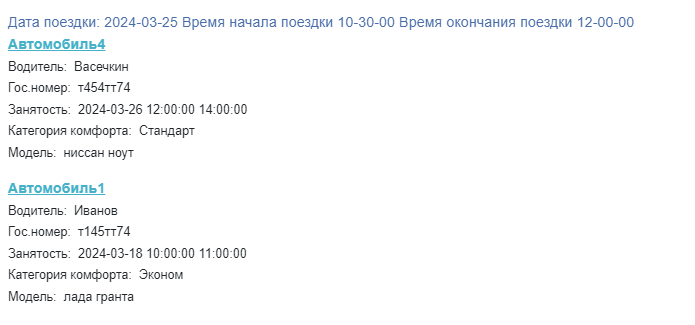 Дата поездки: 2024-03-25 Время начала поездки 10-30-00 Время окончания поездки 12-00-00
Автомобиль4
Водитель: Васечкин
Гос.номер: т454тт74
Занятость: 2024-03-26 12:00:00 14:00:00
Категория комфорта: Стандарт
Модель: ниссан ноут
Автомобиль1
Водитель: Иванов
Гос.номер: т145тт74
Занятость: 2024-03-18 10:00:00 11:00:00
Категория комфорта: Эконом
Модель: лада гранта